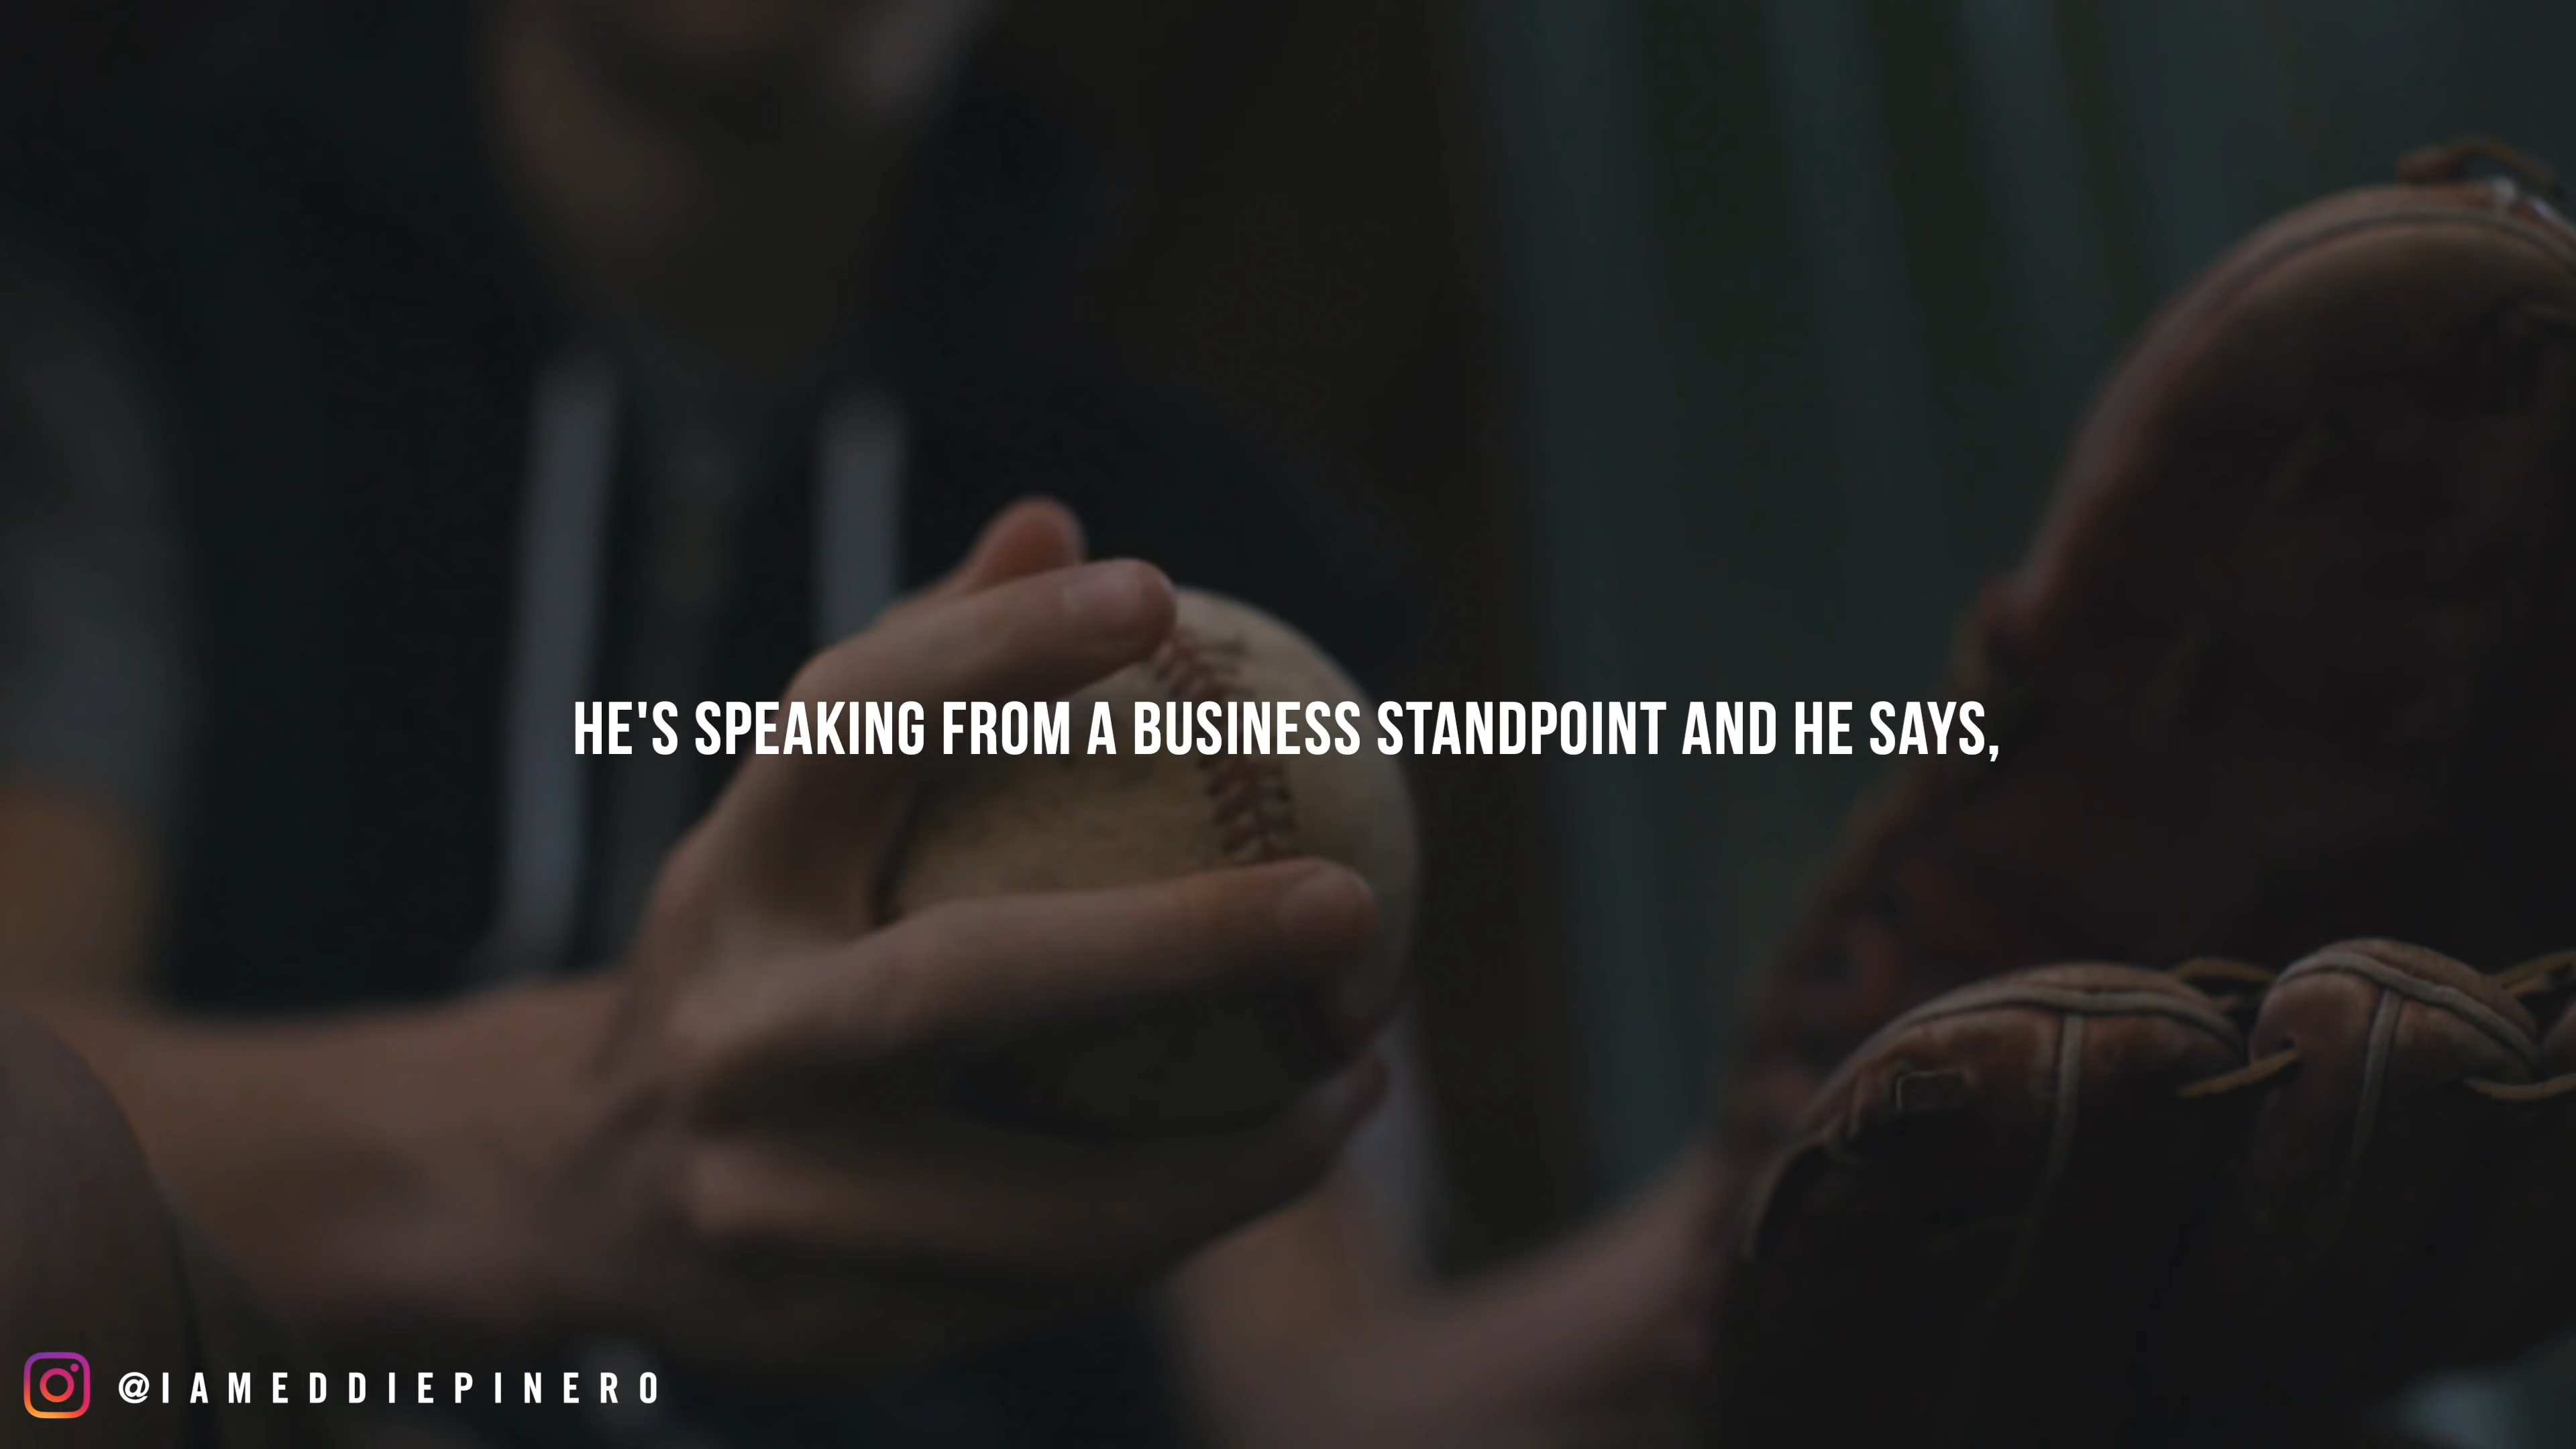 HE'S SPEAKING FROM A BUSINESS STANDPOINT AND HE SAYS,
@IAMEDDIEPINERO